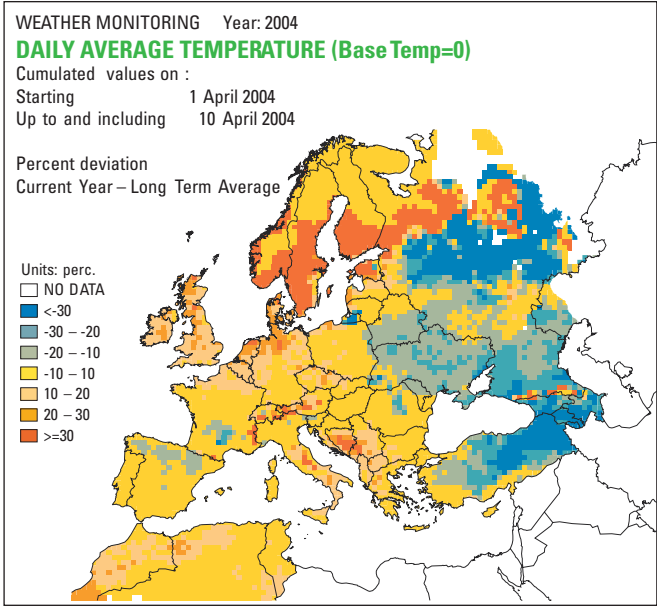 WEATHER MONITORING Year: 2004
DAILY AVERAGE TEMPERATURE (Base Temp=0)
Cumulated values on :
Starting 1 April 2004
Up to and including 10 April 2004
Percent deviation
Current Year – Long Term Average
Units: perc.
NO DATA
<-30
-30 – -20
-20 – -10
-10 – 10
10 – 20
20 – 30
>=30